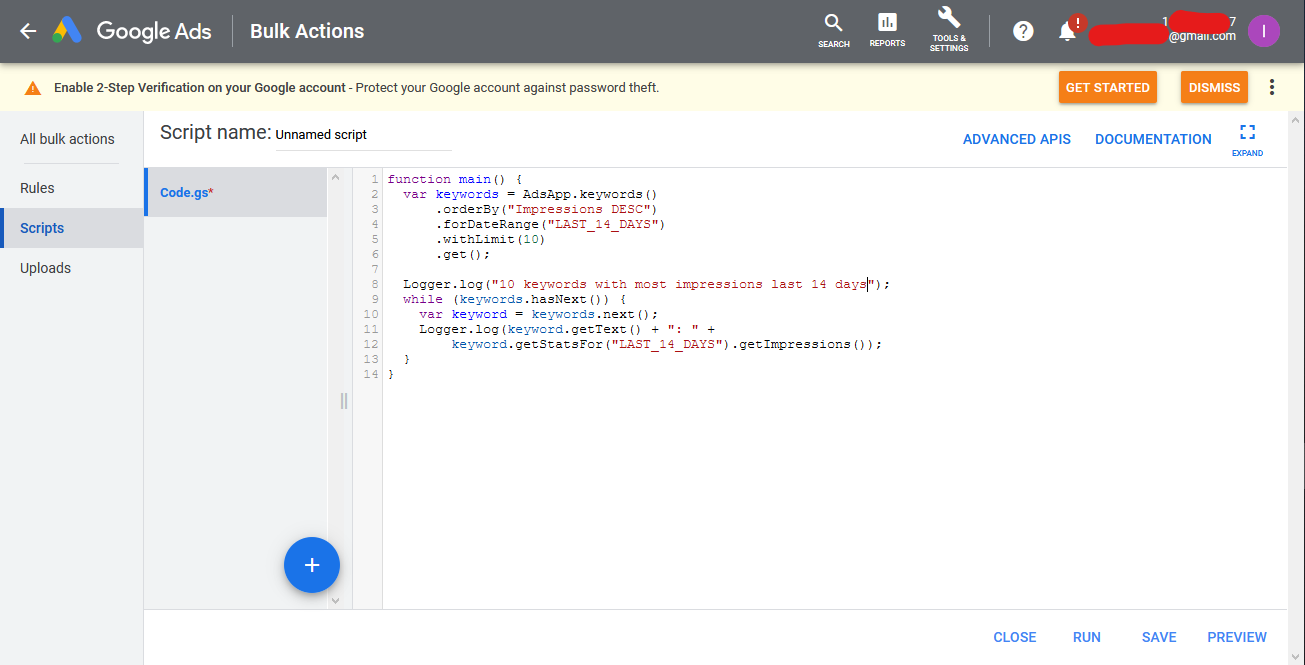 Google Ads
Bulk Actions
SEARCH
REPORTS
TOOLS &
SETTINGS
?
!
1
7
@gmail.com
I
Enable 2-Step Verification on your Google account - Protect your Google account against password theft.
GET STARTED
DISMISS
All bulk actions
Rules
Scripts
Uploads
Script name: Unnamed script
ADVANCED APIS
DOCUMENTATION
EXPAND
Code.gs*
1 function main() {
2 var keywords = AdsApp.keywords()
3 .orderBy("Impressions DESC")
4 .forDateRange("LAST_14_DAYS")
5 .withLimit(10)
6 .get();
7
8 Logger.log("10 keywords with most impressions last 14 days");
9 while (keywords.hasNext()) {
10 var keyword = keywords.next();
11 Logger.log(keyword.getText() + ": " +
12 keyword.getStatsFor("LAST_14_DAYS").getImpressions());
13 }
14 }
+
CLOSE
RUN
SAVE
PREVIEW